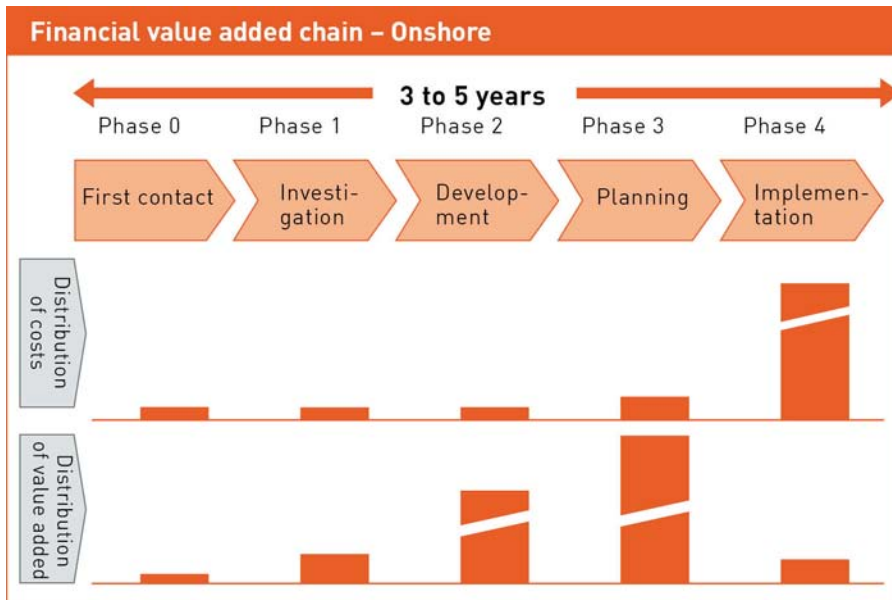 Financial value added chain – Onshore
3 to 5 years
Phase 0
Phase 1
Phase 2
Phase 3
Phase 4
First contact
Investi-
gation
Develop-
ment
Planning
Implemen-
tation
Distribution
of costs
Distribution
of value added